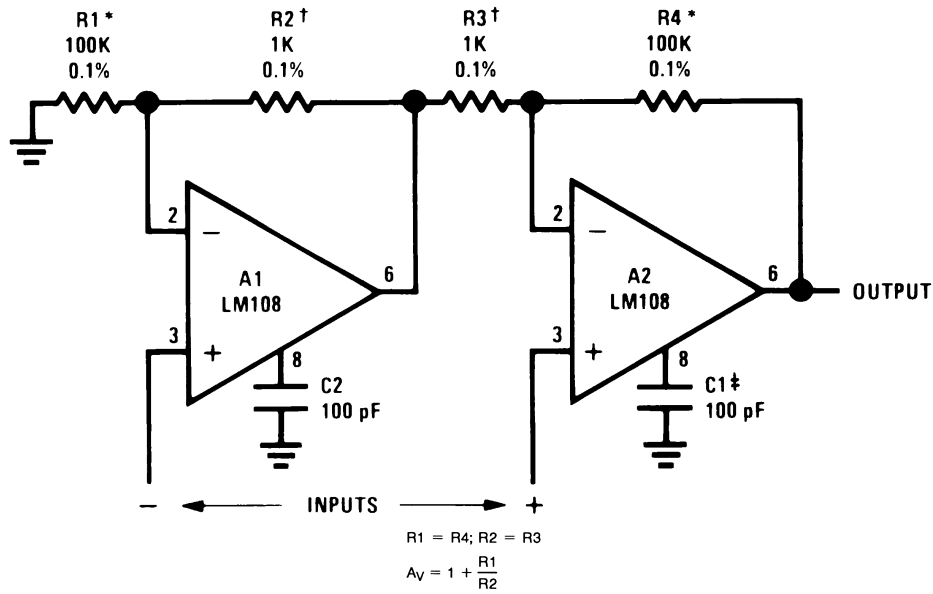 R1 *
100K
0.1%
R2 †
1K
0.1%
R3 †
1K
0.1%
R4 *
100K
0.1%
2
−
A1
LM108
6
3
+
8
C2
100 pF
2
−
A2
LM108
6
OUTPUT
3
+
8
C1‡
100 pF
− INPUTS +
R1 = R4; R2 = R3
AV = 1 + R1/R2